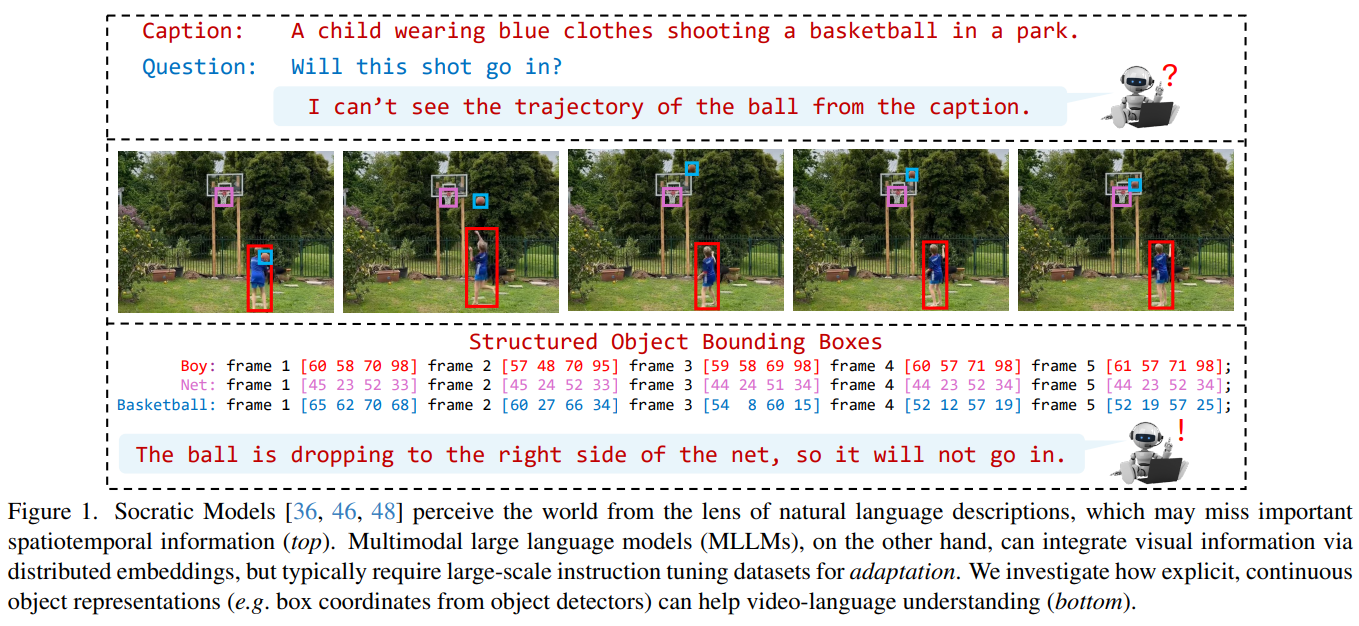 Caption: A child wearing blue clothes shooting a basketball in a park.
Question: Will this shot go in?
?
I can't see the trajectory of the ball from the caption.
Structured Object Bounding Boxes
Boy: frame 1 [60 58 70 98] frame 2 [57 48 70 95] frame 3 [59 58 69 98] frame 4 [60 57 71 98] frame 5 [61 57 71 98];
Net: frame 1 [45 23 52 33] frame 2 [45 24 52 33] frame 3 [44 24 51 34] frame 4 [44 23 52 34] frame 5 [44 23 52 34];
Basketball: frame 1 [65 62 70 68] frame 2 [60 27 66 34] frame 3 [54 8 60 15] frame 4 [52 12 57 19] frame 5 [52 19 57 25];
!
The ball is dropping to the right side of the net, so it will not go in.
Figure 1. Socratic Models [36, 46, 48] perceive the world from the lens of natural language descriptions, which may miss important
spatiotemporal information (top). Multimodal large language models (MLLMs), on the other hand, can integrate visual information via
distributed embeddings, but typically require large-scale instruction tuning datasets for adaptation. We investigate how explicit, continuous
object representations (e.g. box coordinates from object detectors) can help video-language understanding (bottom).